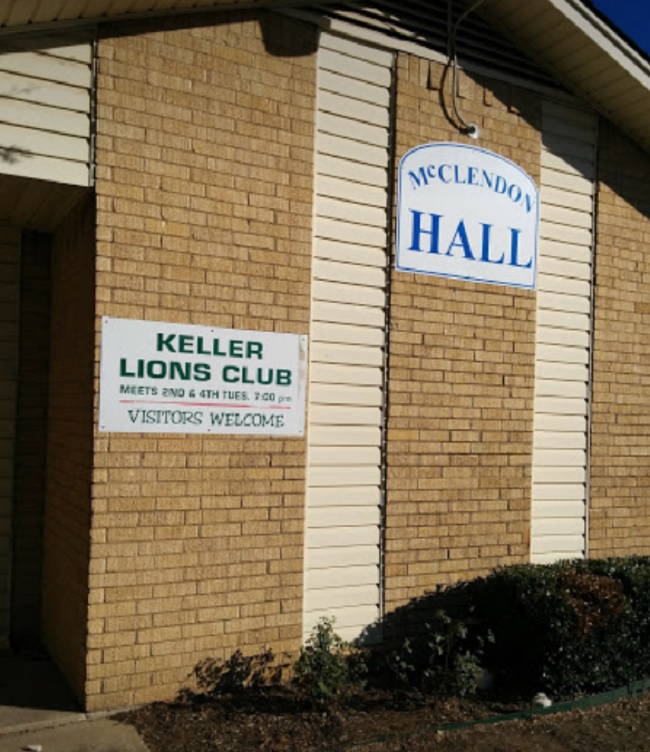 McCLENDON
HALL
KELLER
LIONS CLUB
MEETS 2ND & 4TH TUES. 7:00 pm
VISITORS WELCOME